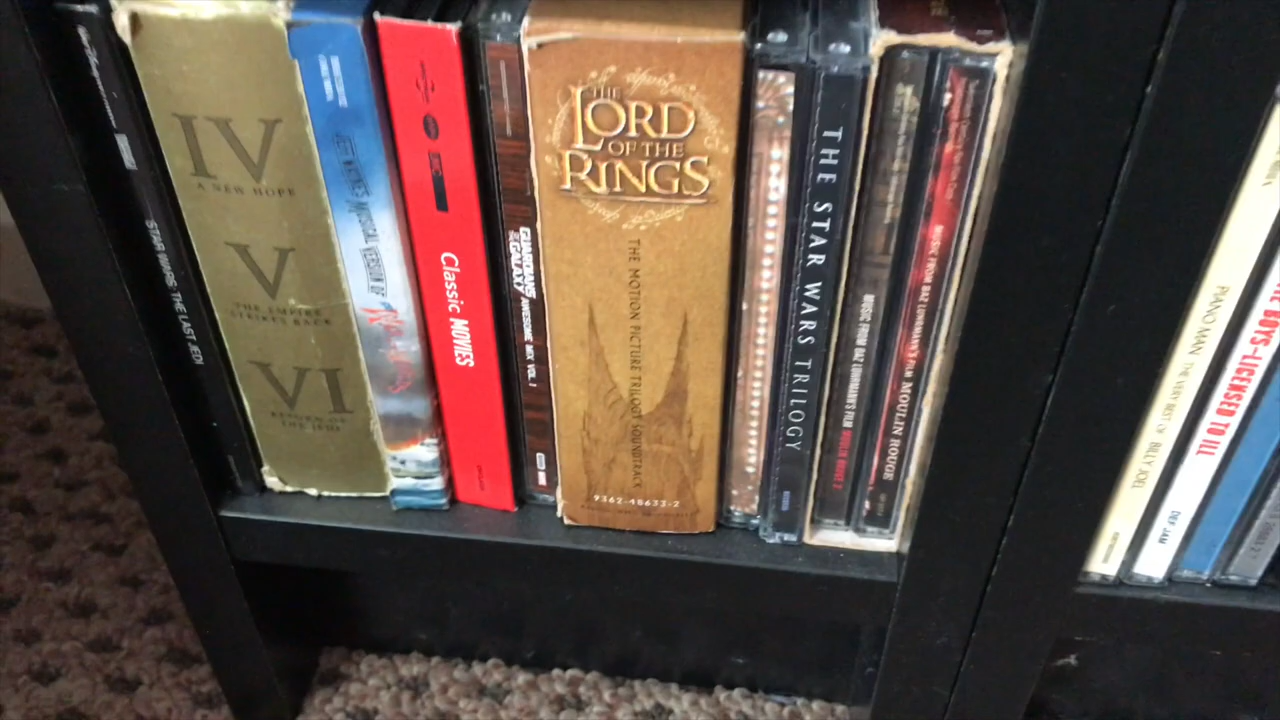 STAR WARS: THE LAST JEDI
IV
A NEW HOPE
V
THE EMPIRE
STRIKES BACK
VI
RETURN OF
THE JEDI
MUSICAL VERSION OF
Classic MOVIES
GUARDIANS
OF THE
GALAXY
AWESOME MIX VOL. 1
THE
LORD
OF THE
RINGS
THE MOTION PICTURE TRILOGY SOUNDTRACK
9362-48633-2
THE STAR WARS TRILOGY
MUSIC FROM BAZ LUHRMANN'S FILM MOULIN ROUGE 2
MUSIC FROM BAZ LUHRMANN'S FILM MOULIN ROUGE
PIANO MAN THE VERY BEST OF BILLY JOEL
BOYS-LICENSED TO ILL
DEF JAM